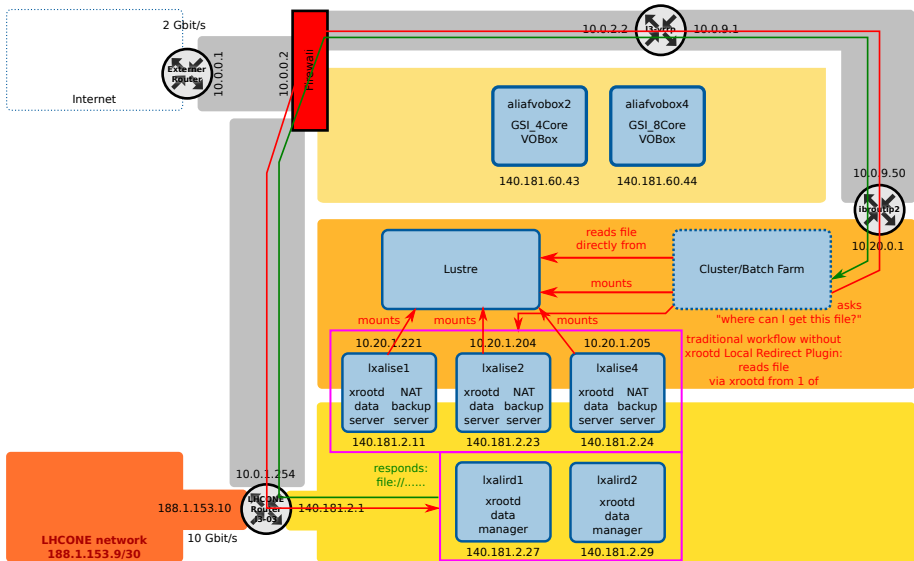 2 Gbit/s
Externer
Router
10.0.0.1
10.0.0.2
Firewall
Internet
10.0.2.2
10.0.9.1
aliafvobox2
GSI_4Core
VOBox
140.181.60.43
aliafvobox4
GSI_8Core
VOBox
140.181.60.44
10.0.9.50
ibroutip2
10.20.0.1
Lustre
reads file
directly from
mounts
Cluster/Batch Farm
asks
"where can I get this file?"
mounts
mounts
mounts
traditional workflow without
xrootd Local Redirect Plugin:
reads file
via xrootd from 1 of
10.20.1.221
lxalise1
xrootd NAT
data backup
server server
140.181.2.11
10.20.1.204
lxalise2
xrootd NAT
data backup
server server
140.181.2.23
10.20.1.205
lxalise4
xrootd NAT
data backup
server server
140.181.2.24
responds:
file://......
10.0.1.254
188.1.153.10
LHCONE
Router
140.181.2.1
10 Gbit/s
LHCONE network
188.1.153.9/30
lxalird1
xrootd
data
manager
140.181.2.27
lxalird2
xrootd
data
manager
140.181.2.29